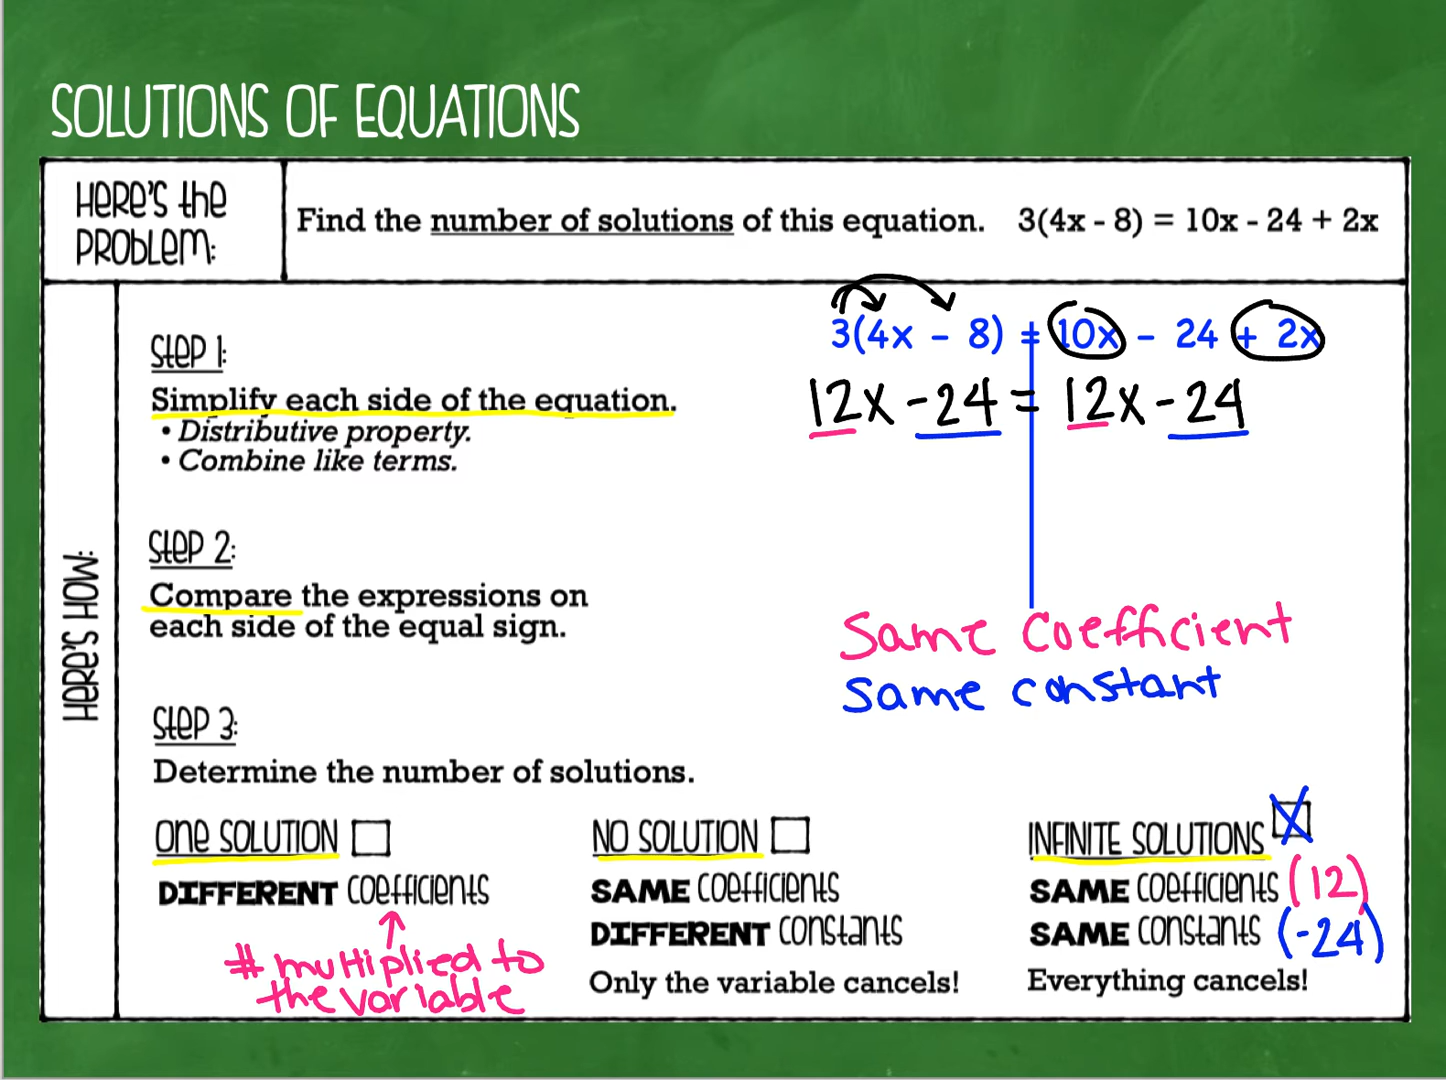 SOLUTIONS OF EQUATIONS
HERE'S the PROBLEM:
Find the number of solutions of this equation. 3(4x - 8) = 10x - 24 + 2x
HERE'S HOW:
Step 1:
Simplify each side of the equation.
• Distributive property.
• Combine like terms.
3(4x - 8) = 10x - 24 + 2x
12x - 24 = 12x - 24
Step 2:
Compare the expressions on
each side of the equal sign.
Same Coefficient
Same constant
Step 3:
Determine the number of solutions.
One SOLUTION
DIFFERENT coefficients
# multiplied to
the variable
NO SOLUTION
SAME coefficients
DIFFERENT constants
Only the variable cancels!
INFINITE SOLUTIONS X
SAME coefficients (12)
SAME constants (-24)
Everything cancels!